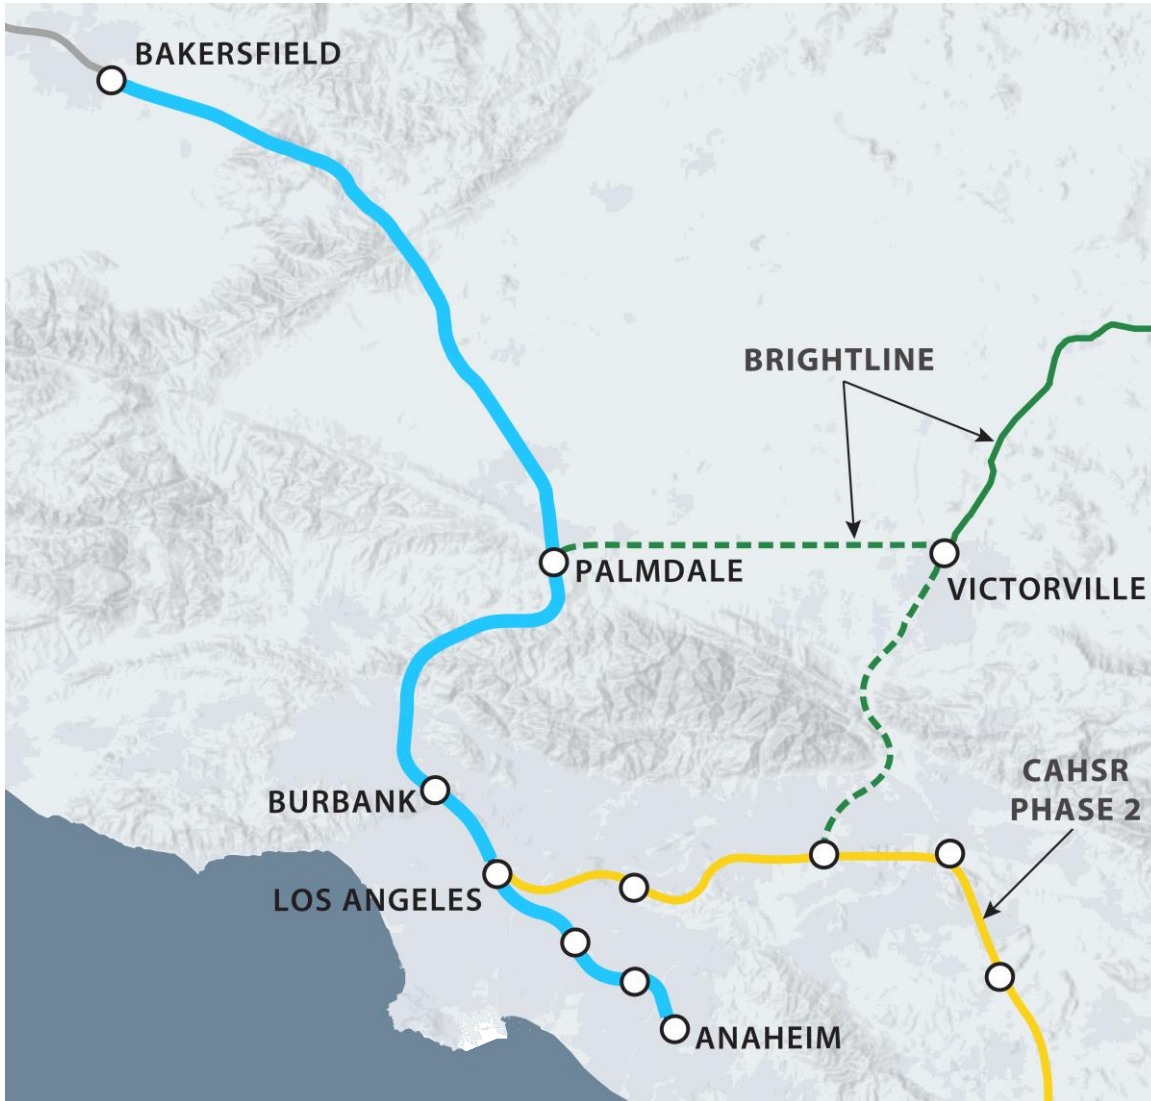 BAKERSFIELD
BRIGHTLINE
PALMDALE
VICTORVILLE
CAHSR
PHASE 2
BURBANK
LOS ANGELES
ANAHEIM